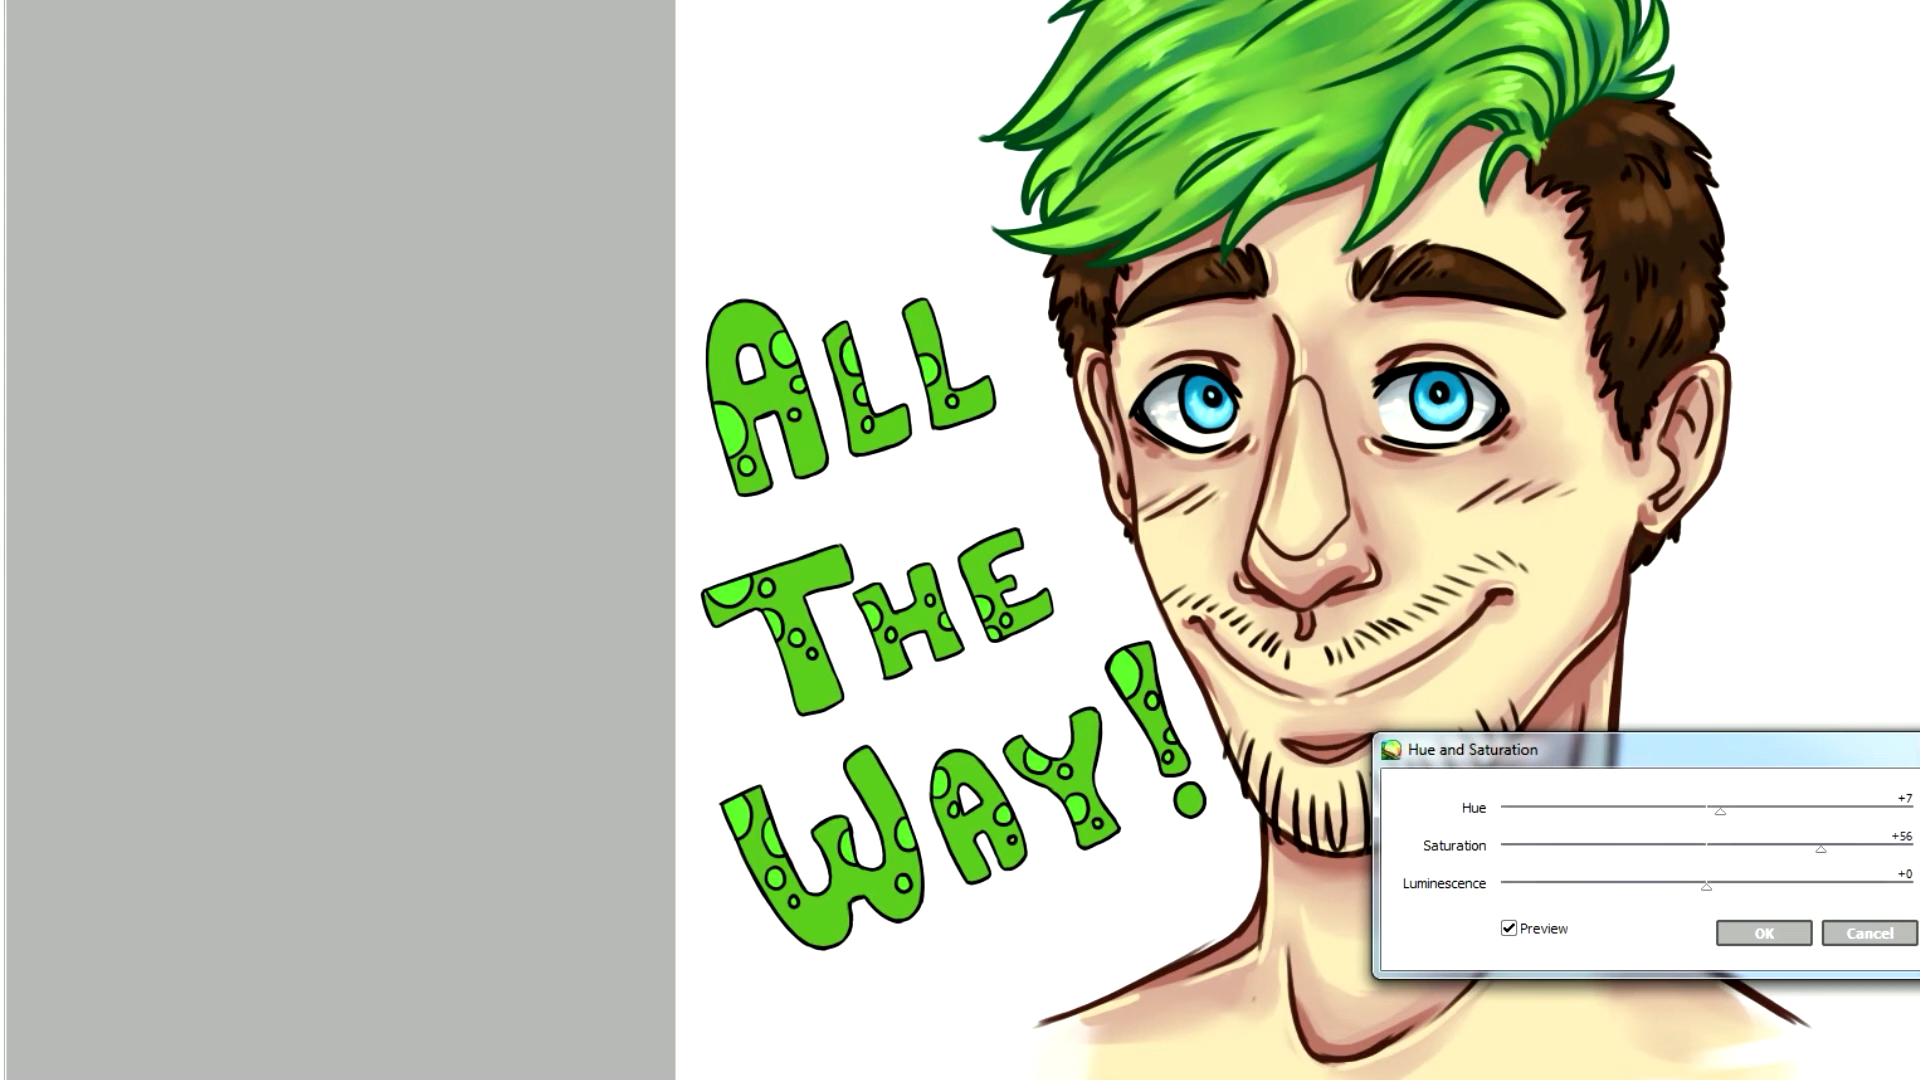 ALL
THE
WAY!
Hue and Saturation
Hue +7
Saturation +56
Luminescence +0
Preview OK Cancel